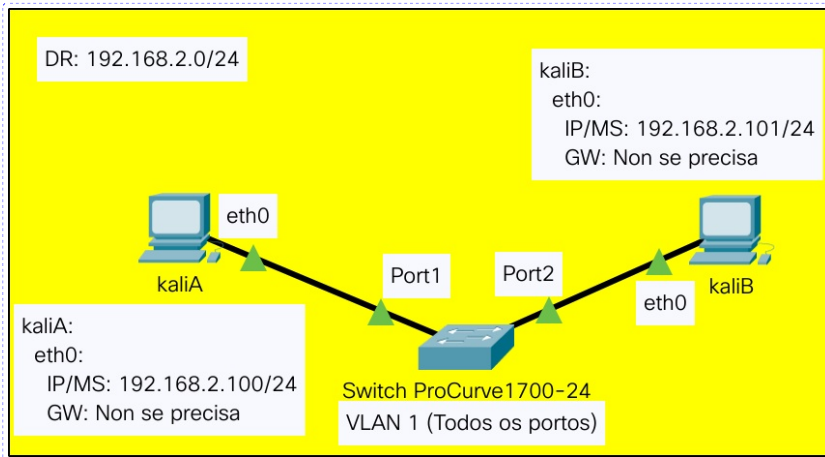 DR: 192.168.2.0/24
kaliB:
eth0:
IP/MS: 192.168.2.101/24
GW: Non se precisa
eth0
kaliA
Port1
Port2
eth0
kaliB
kaliA:
eth0:
IP/MS: 192.168.2.100/24
GW: Non se precisa
Switch ProCurve1700-24
VLAN 1 (Todos os portos)